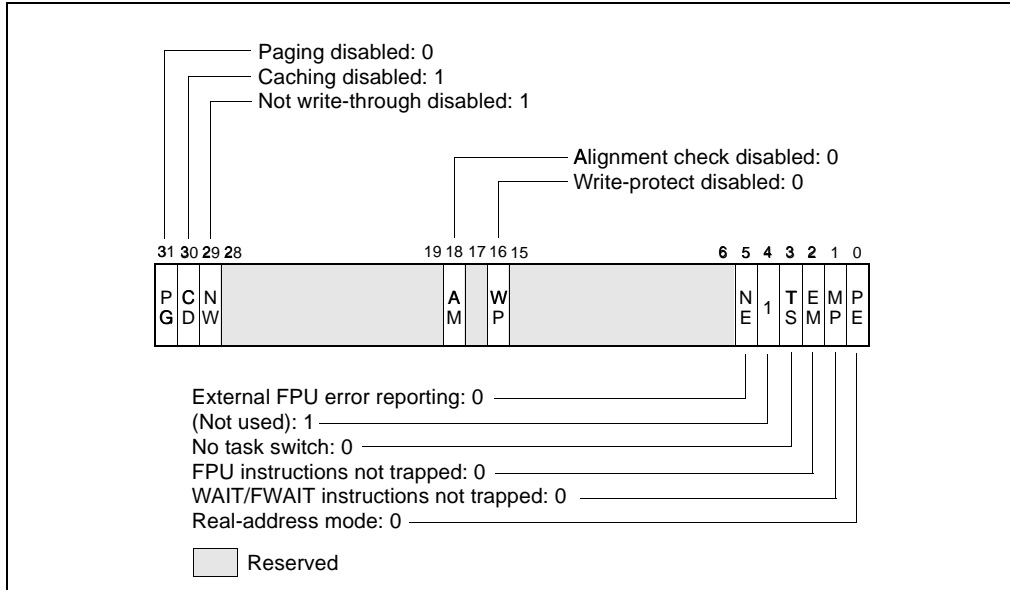 Paging disabled: 0
Caching disabled: 1
Not write-through disabled: 1
Alignment check disabled: 0
Write-protect disabled: 0
31 30 29 28 19 18 17 16 15 6 5 4 3 2 1 0
P C N A W N T E M P
1
G D W M P E S M P E
External FPU error reporting: 0
(Not used): 1
No task switch: 0
FPU instructions not trapped: 0
WAIT/FWAIT instructions not trapped: 0
Real-address mode: 0
Reserved